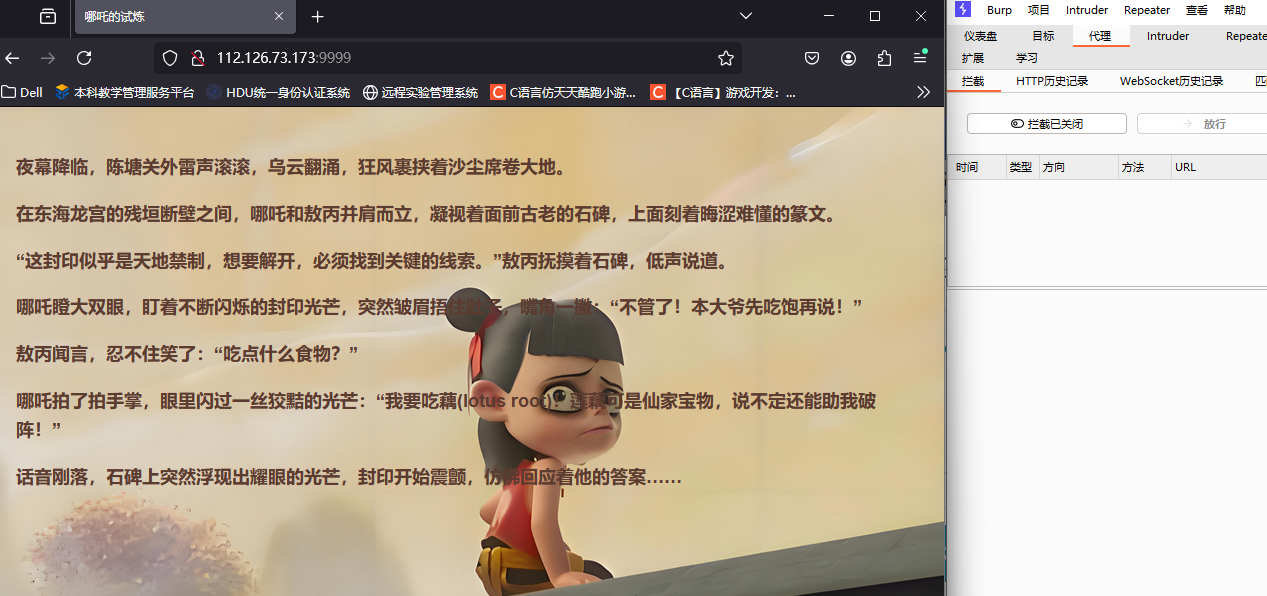 哪吒的试炼
Burp 项目 Intruder Repeater 查看 帮助
仪表盘 目标 代理 Intruder Repeate
扩展 学习
112.126.73.173:9999
拦截 HTTP历史记录 WebSocket历史记录
Dell 本科教学管理服务平台 HDU统一身份认证系统 远程实验管理系统 C语言仿天天酷跑小游... 【C语言】游戏开发：...
拦截已关闭 放行
时间 类型 方向 方法 URL
夜幕降临，陈塘关外雷声滚滚，乌云翻涌，狂风裹挟着沙尘席卷大地。
在东海龙宫的残垣断壁之间，哪吒和敖丙并肩而立，凝视着面前古老的石碑，上面刻着晦涩难懂的篆文。
“这封印似乎是天地禁制，想要解开，必须找到关键的线索。”敖丙抚摸着石碑，低声说道。
哪吒瞪大双眼，盯着不断闪烁的封印光芒，突然皱眉捂住肚子，嘴角一撇：“不管了！本大爷先吃饱再说！”
敖丙闻言，忍不住笑了：“吃点什么食物？”
哪吒拍了拍手掌，眼里闪过一丝狡黠的光芒：“我要吃藕(lotus root)！莲藕可是仙家宝物，说不定还能助我破
阵！”
话音刚落，石碑上突然浮现出耀眼的光芒，封印开始震颤，仿佛回应着他的答案……